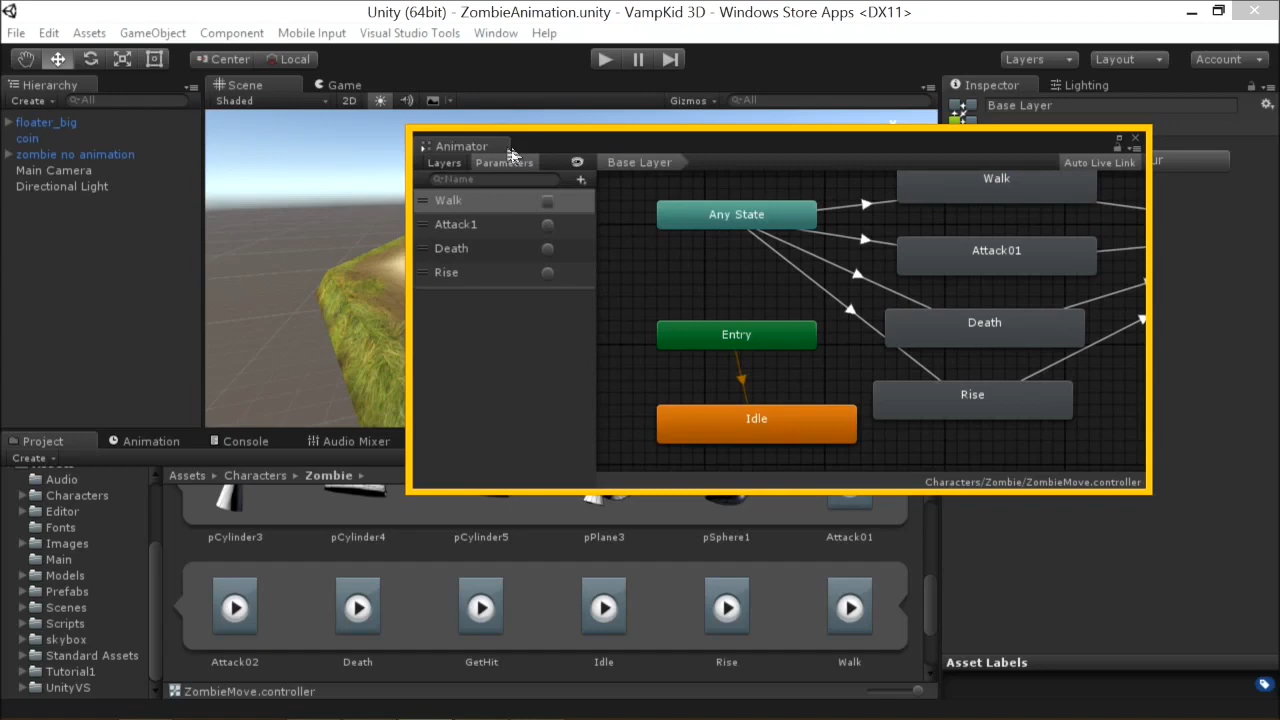 Unity (64bit) - ZombieAnimation.unity - VampKid 3D - Windows Store Apps <DX11>
File Edit Assets GameObject Component Mobile Input Visual Studio Tools Window Help
Center Local Layers Layout Account
Hierarchy Scene Game Inspector Lighting
Create All Shaded 2D Gizmos All Base Layer
floater_big
coin
zombie no animation
Main Camera
Directional Light
Animator
Layers Parameters Base Layer Auto Live Link
Name
Walk
Attack1
Death
Rise
Any State
Entry
Idle
Walk
Attack01
Death
Rise
Characters/Zombie/ZombieMove.controller
Project Animation Console Audio Mixer
Create
Assets Characters Zombie
Audio
Characters
Editor
Fonts
Images
Main
Models
Prefabs
Scenes
Scripts
skybox
Standard Assets
Tutorial1
UnityVS
pCylinder3 pCylinder4 pCylinder5 pPlane3 pSphere1 Attack01
Attack02 Death GetHit Idle Rise Walk
ZombieMove.controller
Asset Labels